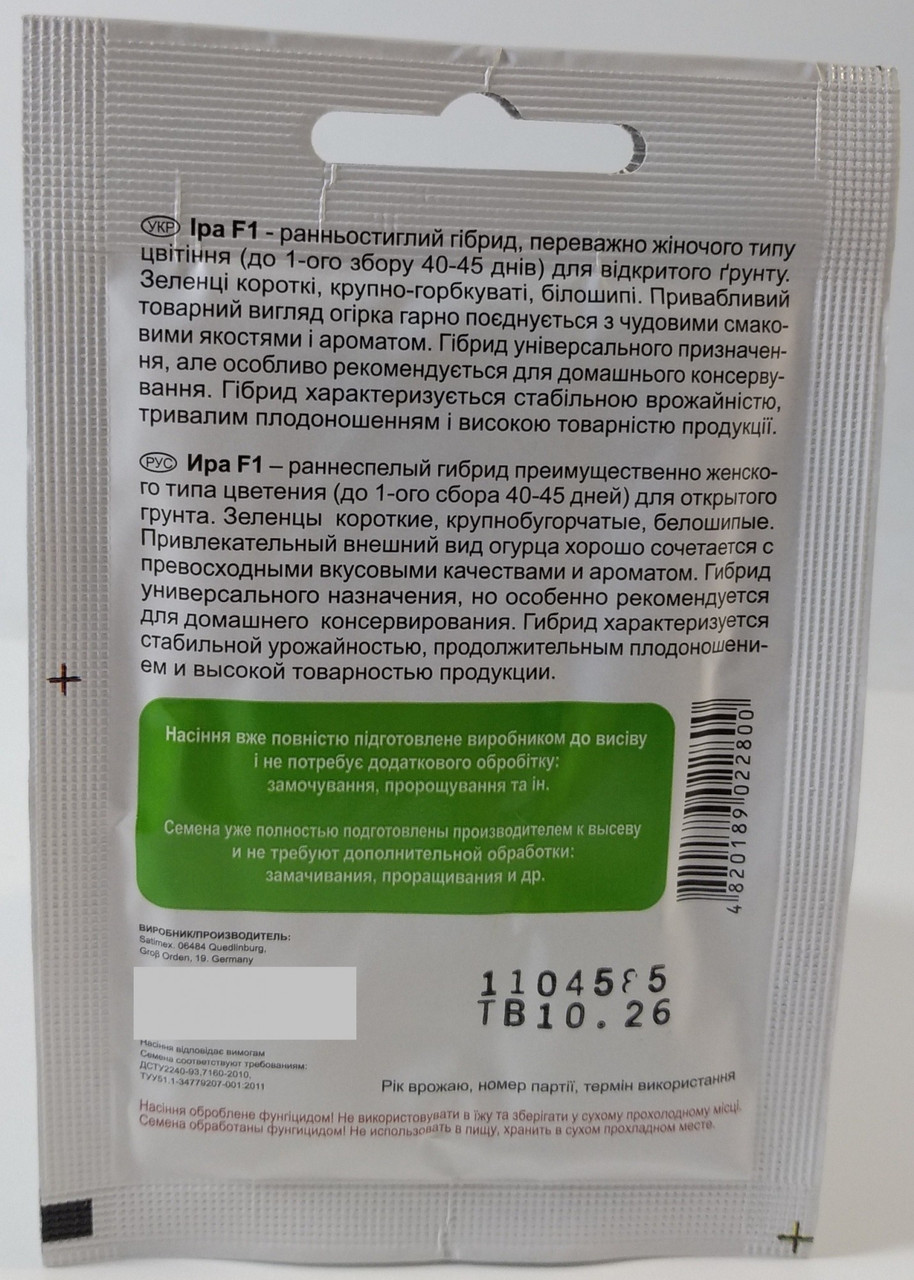 УКР Іра F1 - ранньостиглий гібрид, переважно жіночого типу
цвітіння (до 1-ого збору 40-45 днів) для відкритого ґрунту.
Зеленці короткі, крупно-горбкуваті, білошипі. Привабливий
товарний вигляд огірка гарно поєднується з чудовими смако-
вими якостями і ароматом. Гібрид універсального призначен-
ня, але особливо рекомендується для домашнього консерву-
вання. Гібрид характеризується стабільною врожайністю,
тривалим плодоношенням і високою товарністю продукції.
РУС Ира F1 – раннеспелый гибрид преимущественно женско-
го типа цветения (до 1-ого сбора 40-45 дней) для открытого
грунта. Зеленцы короткие, крупнобугорчатые, белошипые.
Привлекательный внешний вид огурца хорошо сочетается с
превосходными вкусовыми качествами и ароматом. Гибрид
универсального назначения, но особенно рекомендуется
для домашнего консервирования. Гибрид характеризуется
стабильной урожайностью, продолжительным плодоношени-
ем и высокой товарностью продукции.
Насіння вже повністю підготовлене виробником до висіву
і не потребує додаткового обробітку:
замочування, пророщування та ін.
Семена уже полностью подготовлены производителем к высеву
и не требуют дополнительной обработки:
замачивания, проращивания и др.
4820189022800
ВИРОБНИК/ПРОИЗВОДИТЕЛЬ:
Satimex. 06484 Quedlinburg,
Groβ Orden, 19. Germany
1104585
ТВ10.26
Насіння відповідає вимогам
Семена соответствуют требованиям:
ДСТУ2240-93,7160-2010,
ТУУ51.1-34779207-001:2011
Рік врожаю, номер партії, термін використання
Насіння оброблене фунгіцидом! Не використовувати в їжу та зберігати у сухому прохолодному місці.
Семена обработаны фунгицидом! Не использовать в пищу, хранить в сухом прохладном месте.